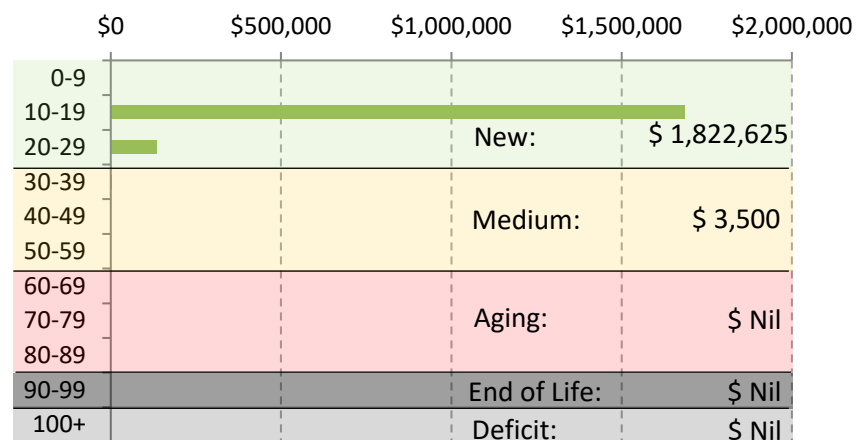 $0 $500,000 $1,000,000 $1,500,000 $2,000,000
0-9
10-19
20-29
New: $ 1,822,625
30-39
40-49
50-59
Medium: $ 3,500
60-69
70-79
80-89
Aging: $ Nil
90-99
End of Life: $ Nil
100+
Deficit: $ Nil